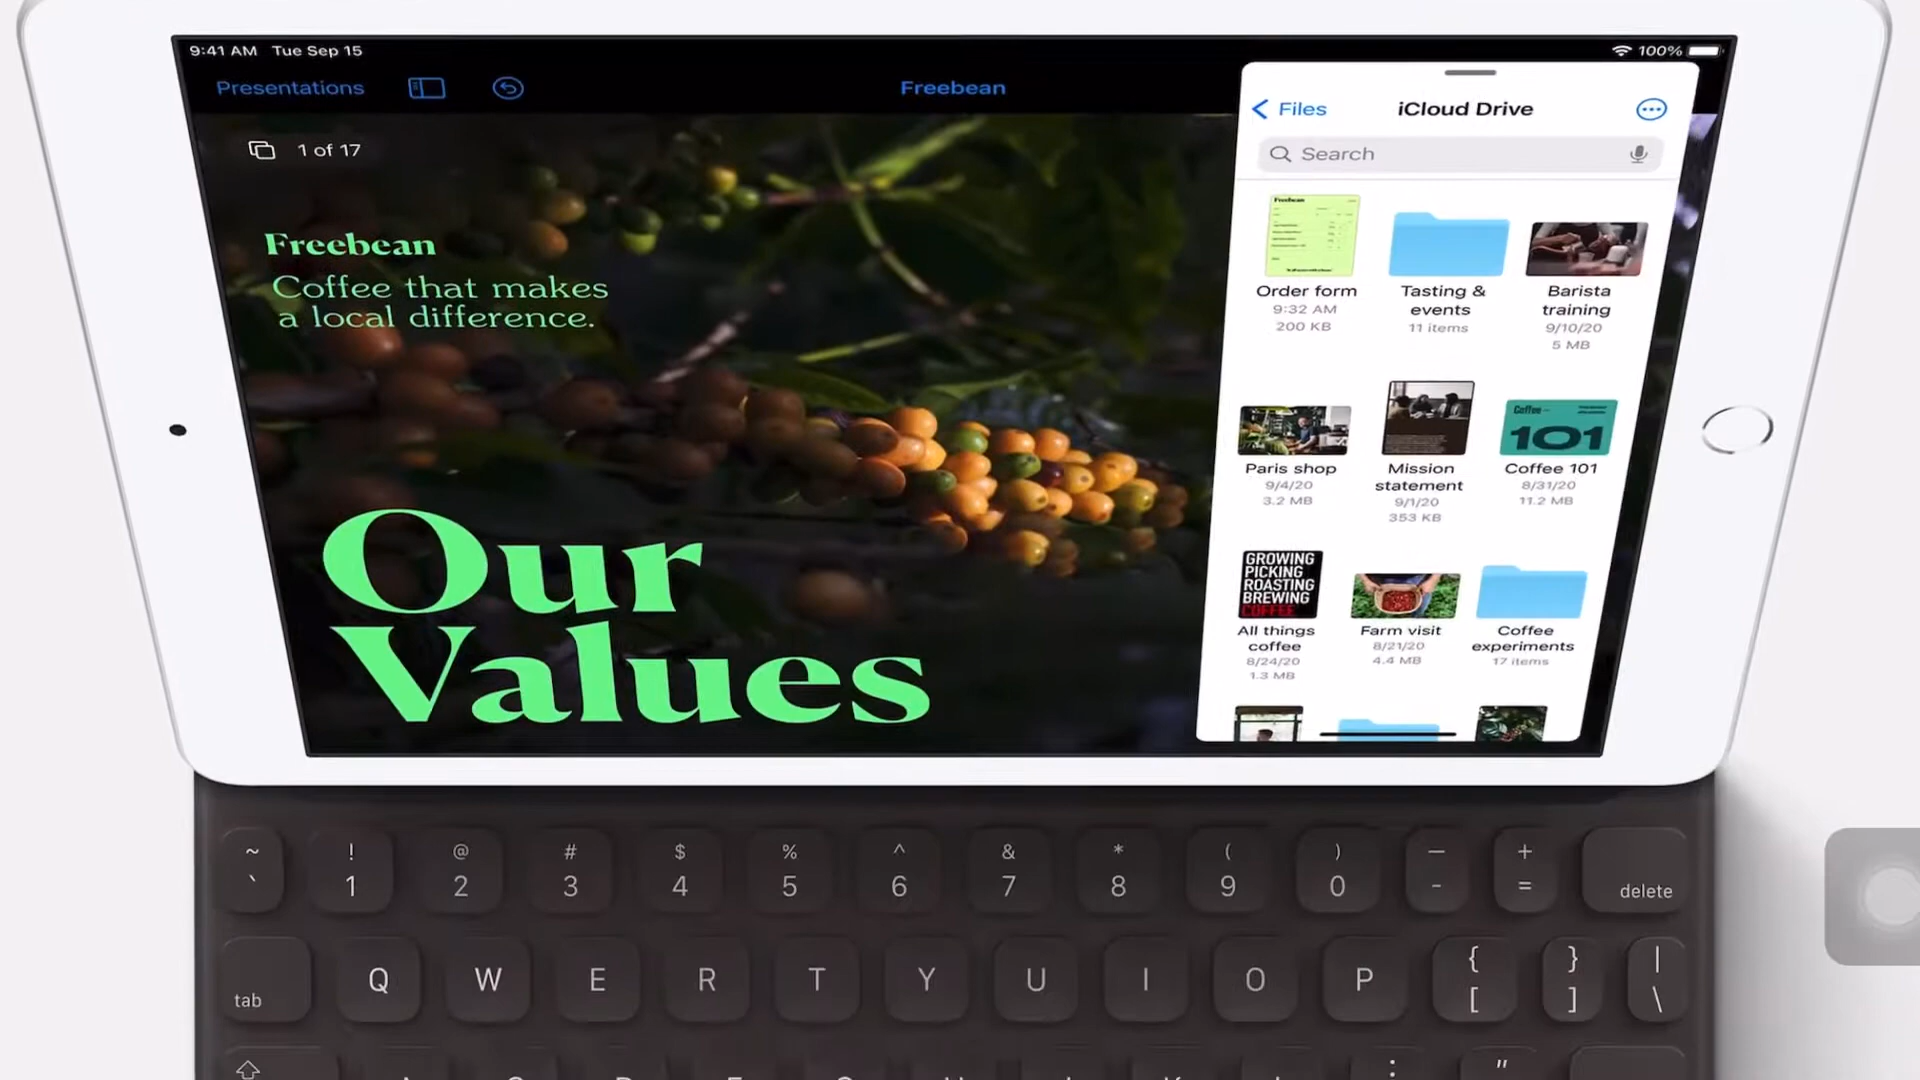 9:41 AM Tue Sep 15
100%
Presentations
Freebean
1 of 17
Freebean
Coffee that makes
a local difference.
Our
Values
Files
iCloud Drive
Search
Freebean
Order form
9:32 AM
200 KB
Tasting &
events
11 items
Barista
training
9/10/20
5 MB
Paris shop
9/4/20
3.2 MB
Mission
statement
9/1/20
353 KB
Coffee
101
Coffee 101
8/31/20
11.2 MB
GROWING
PICKING
ROASTING
BREWING
COFFEE
All things
coffee
8/24/20
1.3 MB
Farm visit
8/21/20
4.4 MB
Coffee
experiments
17 items
~ ! @ # $ % ^ & * ( ) — +
` 1 2 3 4 5 6 7 8 9 0 - = delete
{ } |
tab Q W E R T Y U I O P [ ] \
: "